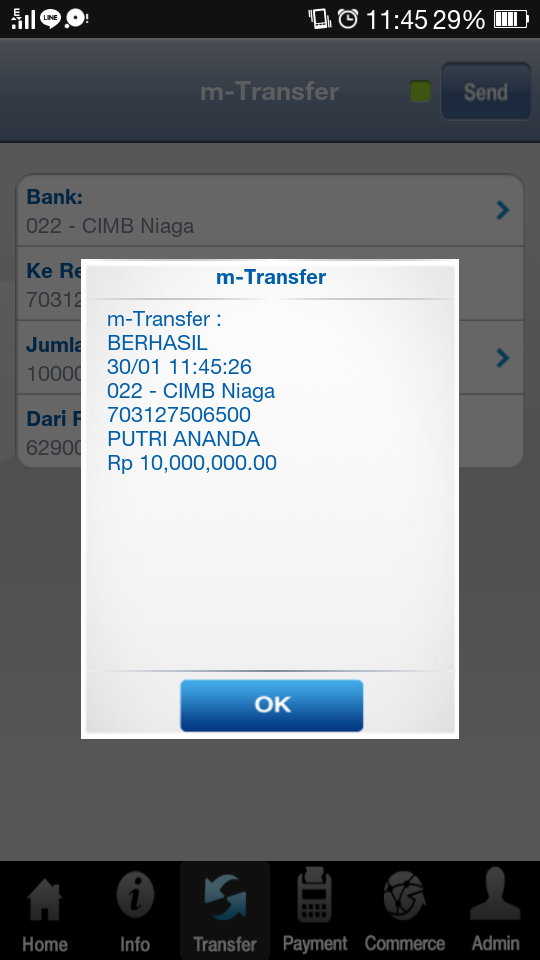 LINE
11:45 29%
m-Transfer
Send
Bank:
022 - CIMB Niaga
Ke Re
70312
Jumla
10000
Dari
62900
m-Transfer
m-Transfer :
BERHASIL
30/01 11:45:26
022 - CIMB Niaga
703127506500
PUTRI ANANDA
Rp 10,000,000.00
OK
Home
Info
Transfer
Payment
Commerce
Admin